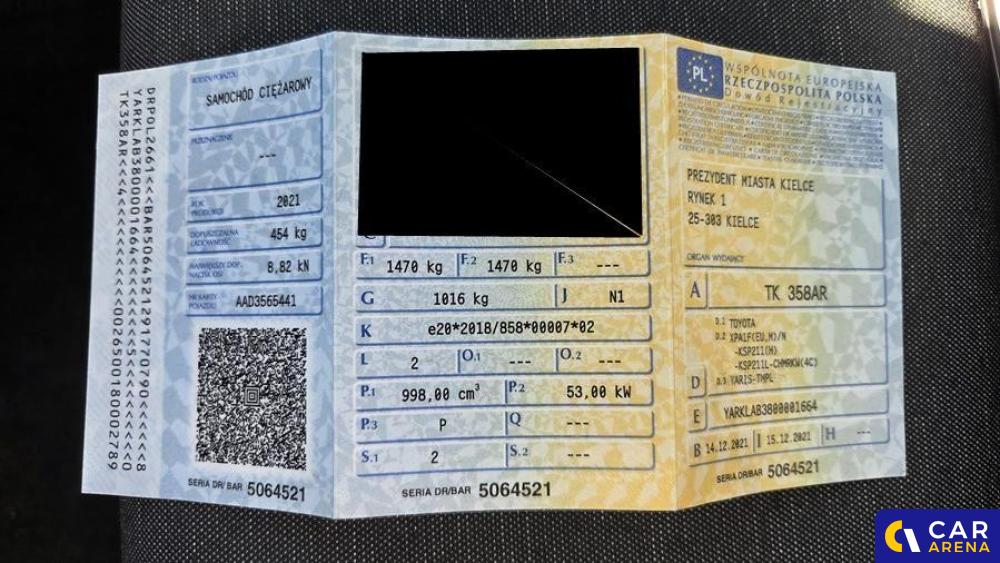 DRP0L2661<<<BAR5064521291770790<<<<<<8
YARKLAB3800001664<<<<<<5<<<<<<<<<<<<0
TK358AR<<<4<<<<<<<<<<<<0026500180002789
RODZAJ POJAZDU
SAMOCHÓD CIĘŻAROWY
PRZEZNACZENIE
---
ROK PRODUKCJI
2021
DOPUSZCZALNA ŁADOWNOŚĆ
454 kg
NAJWIĘKSZY DOP. NACISK OSI
8,82 kN
NR KARTY POJAZDU
AAD3565441
SERIA DR/BAR 5064521
F.1 1470 kg F.2 1470 kg F.3 ---
G 1016 kg J N1
K e20*2018/858*00007*02
L 2 O.1 --- O.2 ---
P.1 998,00 cm³ P.2 53,00 kW
P.3 P Q ---
S.1 2 S.2 ---
SERIA DR/BAR 5064521
PL
WSPÓLNOTA EUROPEJSKA
RZECZPOSPOLITA POLSKA
Dowód Rejestracyjny
PREZYDENT MIASTA KIELCE
RYNEK 1
25-303 KIELCE
ORGAN WYDAJĄCY
A TK 358AR
D.1 TOYOTA
D.2 XPA1F(EU,M)/N
-KSP211(H)
-KSP211L-CHMRKW(4C)
D D.3 YARIS-TMPL
E YARKLAB3800001664
B 14.12.2021 I 15.12.2021 H ---
SERIA DR/BAR 5064521
CAR
ARENA